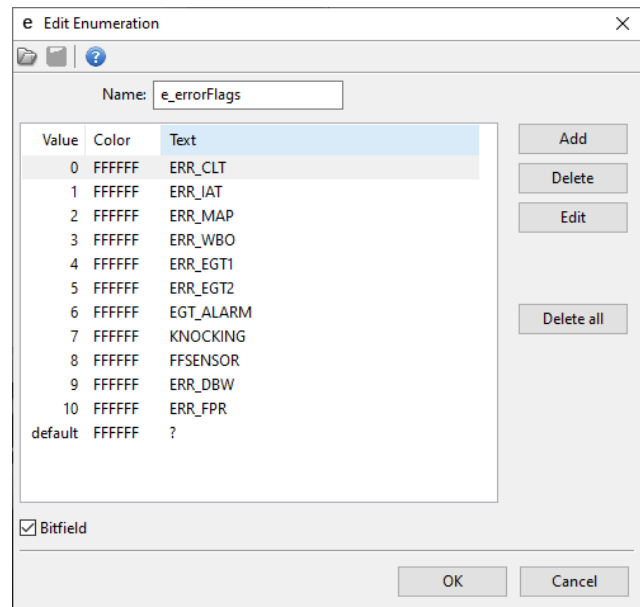 e Edit Enumeration
Name: e_errorFlags
Value Color Text
0 FFFFFF ERR_CLT
1 FFFFFF ERR_IAT
2 FFFFFF ERR_MAP
3 FFFFFF ERR_WBO
4 FFFFFF ERR_EGT1
5 FFFFFF ERR_EGT2
6 FFFFFF EGT_ALARM
7 FFFFFF KNOCKING
8 FFFFFF FFSENSOR
9 FFFFFF ERR_DBW
10 FFFFFF ERR_FPR
default FFFFFF ?
Add
Delete
Edit
Delete all
Bitfield
OK Cancel